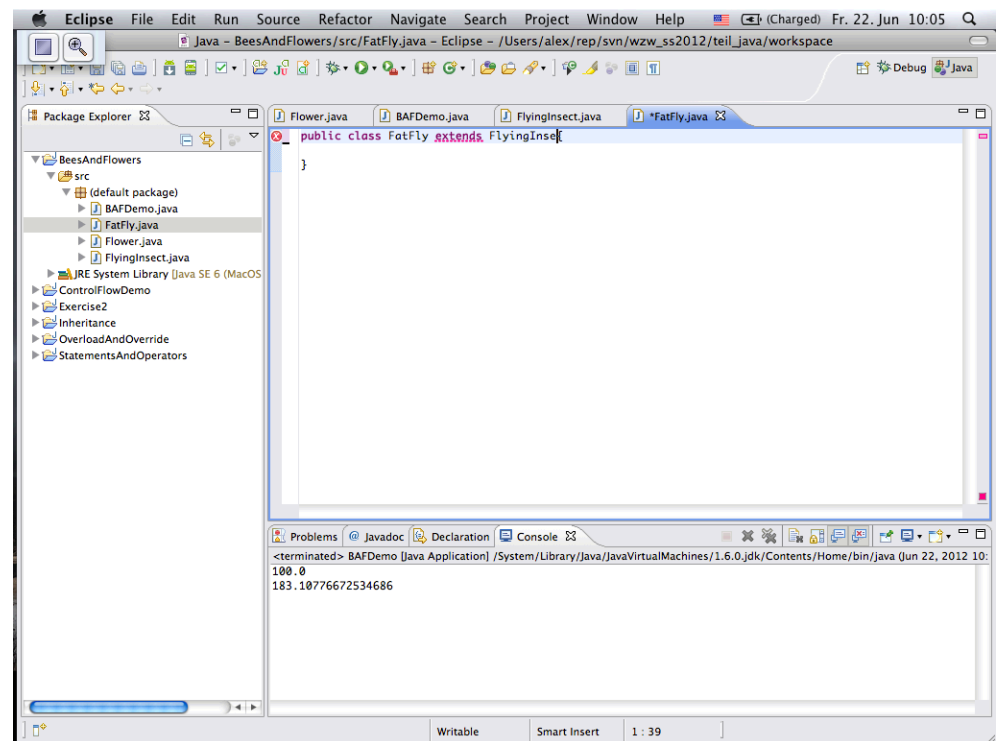 Eclipse File Edit Run Source Refactor Navigate Search Project Window Help (Charged) Fr. 22. Jun 10:05
Java – BeesAndFlowers/src/FatFly.java – Eclipse – /Users/alex/rep/svn/wzw_ss2012/teil_java/workspace
Debug Java
Package Explorer
Flower.java BAFDemo.java FlyingInsect.java *FatFly.java
BeesAndFlowers
src
(default package)
BAFDemo.java
FatFly.java
Flower.java
FlyingInsect.java
JRE System Library [Java SE 6 (MacOS
ControlFlowDemo
Exercise2
Inheritance
OverloadAndOverride
StatementsAndOperators
public class FatFly extends FlyingInse{
}
Problems @ Javadoc Declaration Console
<terminated> BAFDemo [Java Application] /System/Library/Java/JavaVirtualMachines/1.6.0.jdk/Contents/Home/bin/java (Jun 22, 2012 10:
100.0
183.10776672534686
Writable Smart Insert 1 : 39